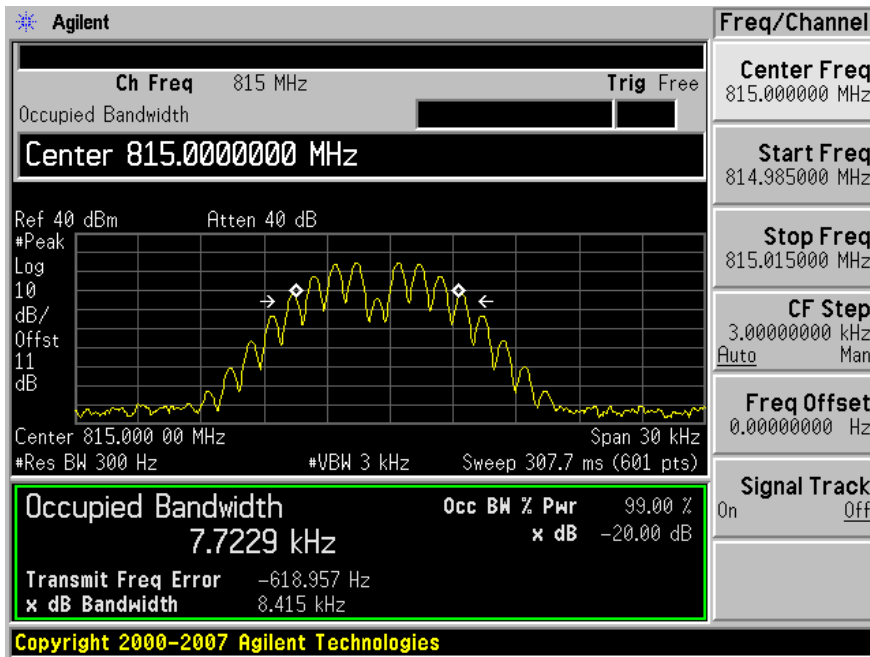 Agilent
Freq/Channel
Ch Freq 815 MHz Trig Free
Occupied Bandwidth
Center 815.0000000 MHz
Ref 40 dBm Atten 40 dB
#Peak
Log
10
dB/
Offst
11
dB
Center 815.000 00 MHz Span 30 kHz
#Res BW 300 Hz #VBW 3 kHz Sweep 307.7 ms (601 pts)
Occupied Bandwidth
7.7229 kHz
Occ BW % Pwr 99.00 %
x dB -20.00 dB
Transmit Freq Error -618.957 Hz
x dB Bandwidth 8.415 kHz
Center Freq
815.000000 MHz
Start Freq
814.985000 MHz
Stop Freq
815.015000 MHz
CF Step
3.00000000 kHz
Auto Man
Freq Offset
0.00000000 Hz
Signal Track
On Off
Copyright 2000-2007 Agilent Technologies